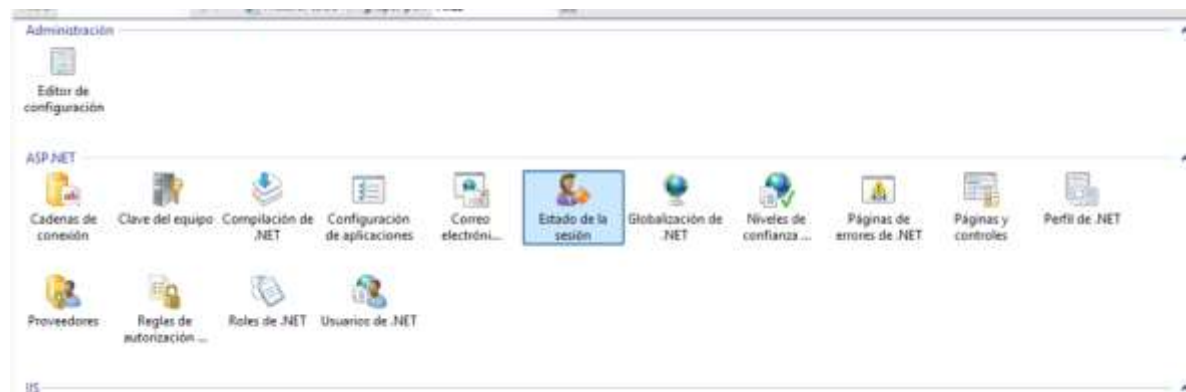 Administración
Editor de
configuración
ASP.NET
Cadenas de
conexión
Clave del equipo
Compilación de
.NET
Configuración
de aplicaciones
Correo
electróni...
Estado de la
sesión
Globalización de
.NET
Niveles de
confianza ...
Páginas de
errores de .NET
Páginas y
controles
Perfil de .NET
Proveedores
Reglas de
autorización ...
Roles de .NET
Usuarios de .NET
IIS